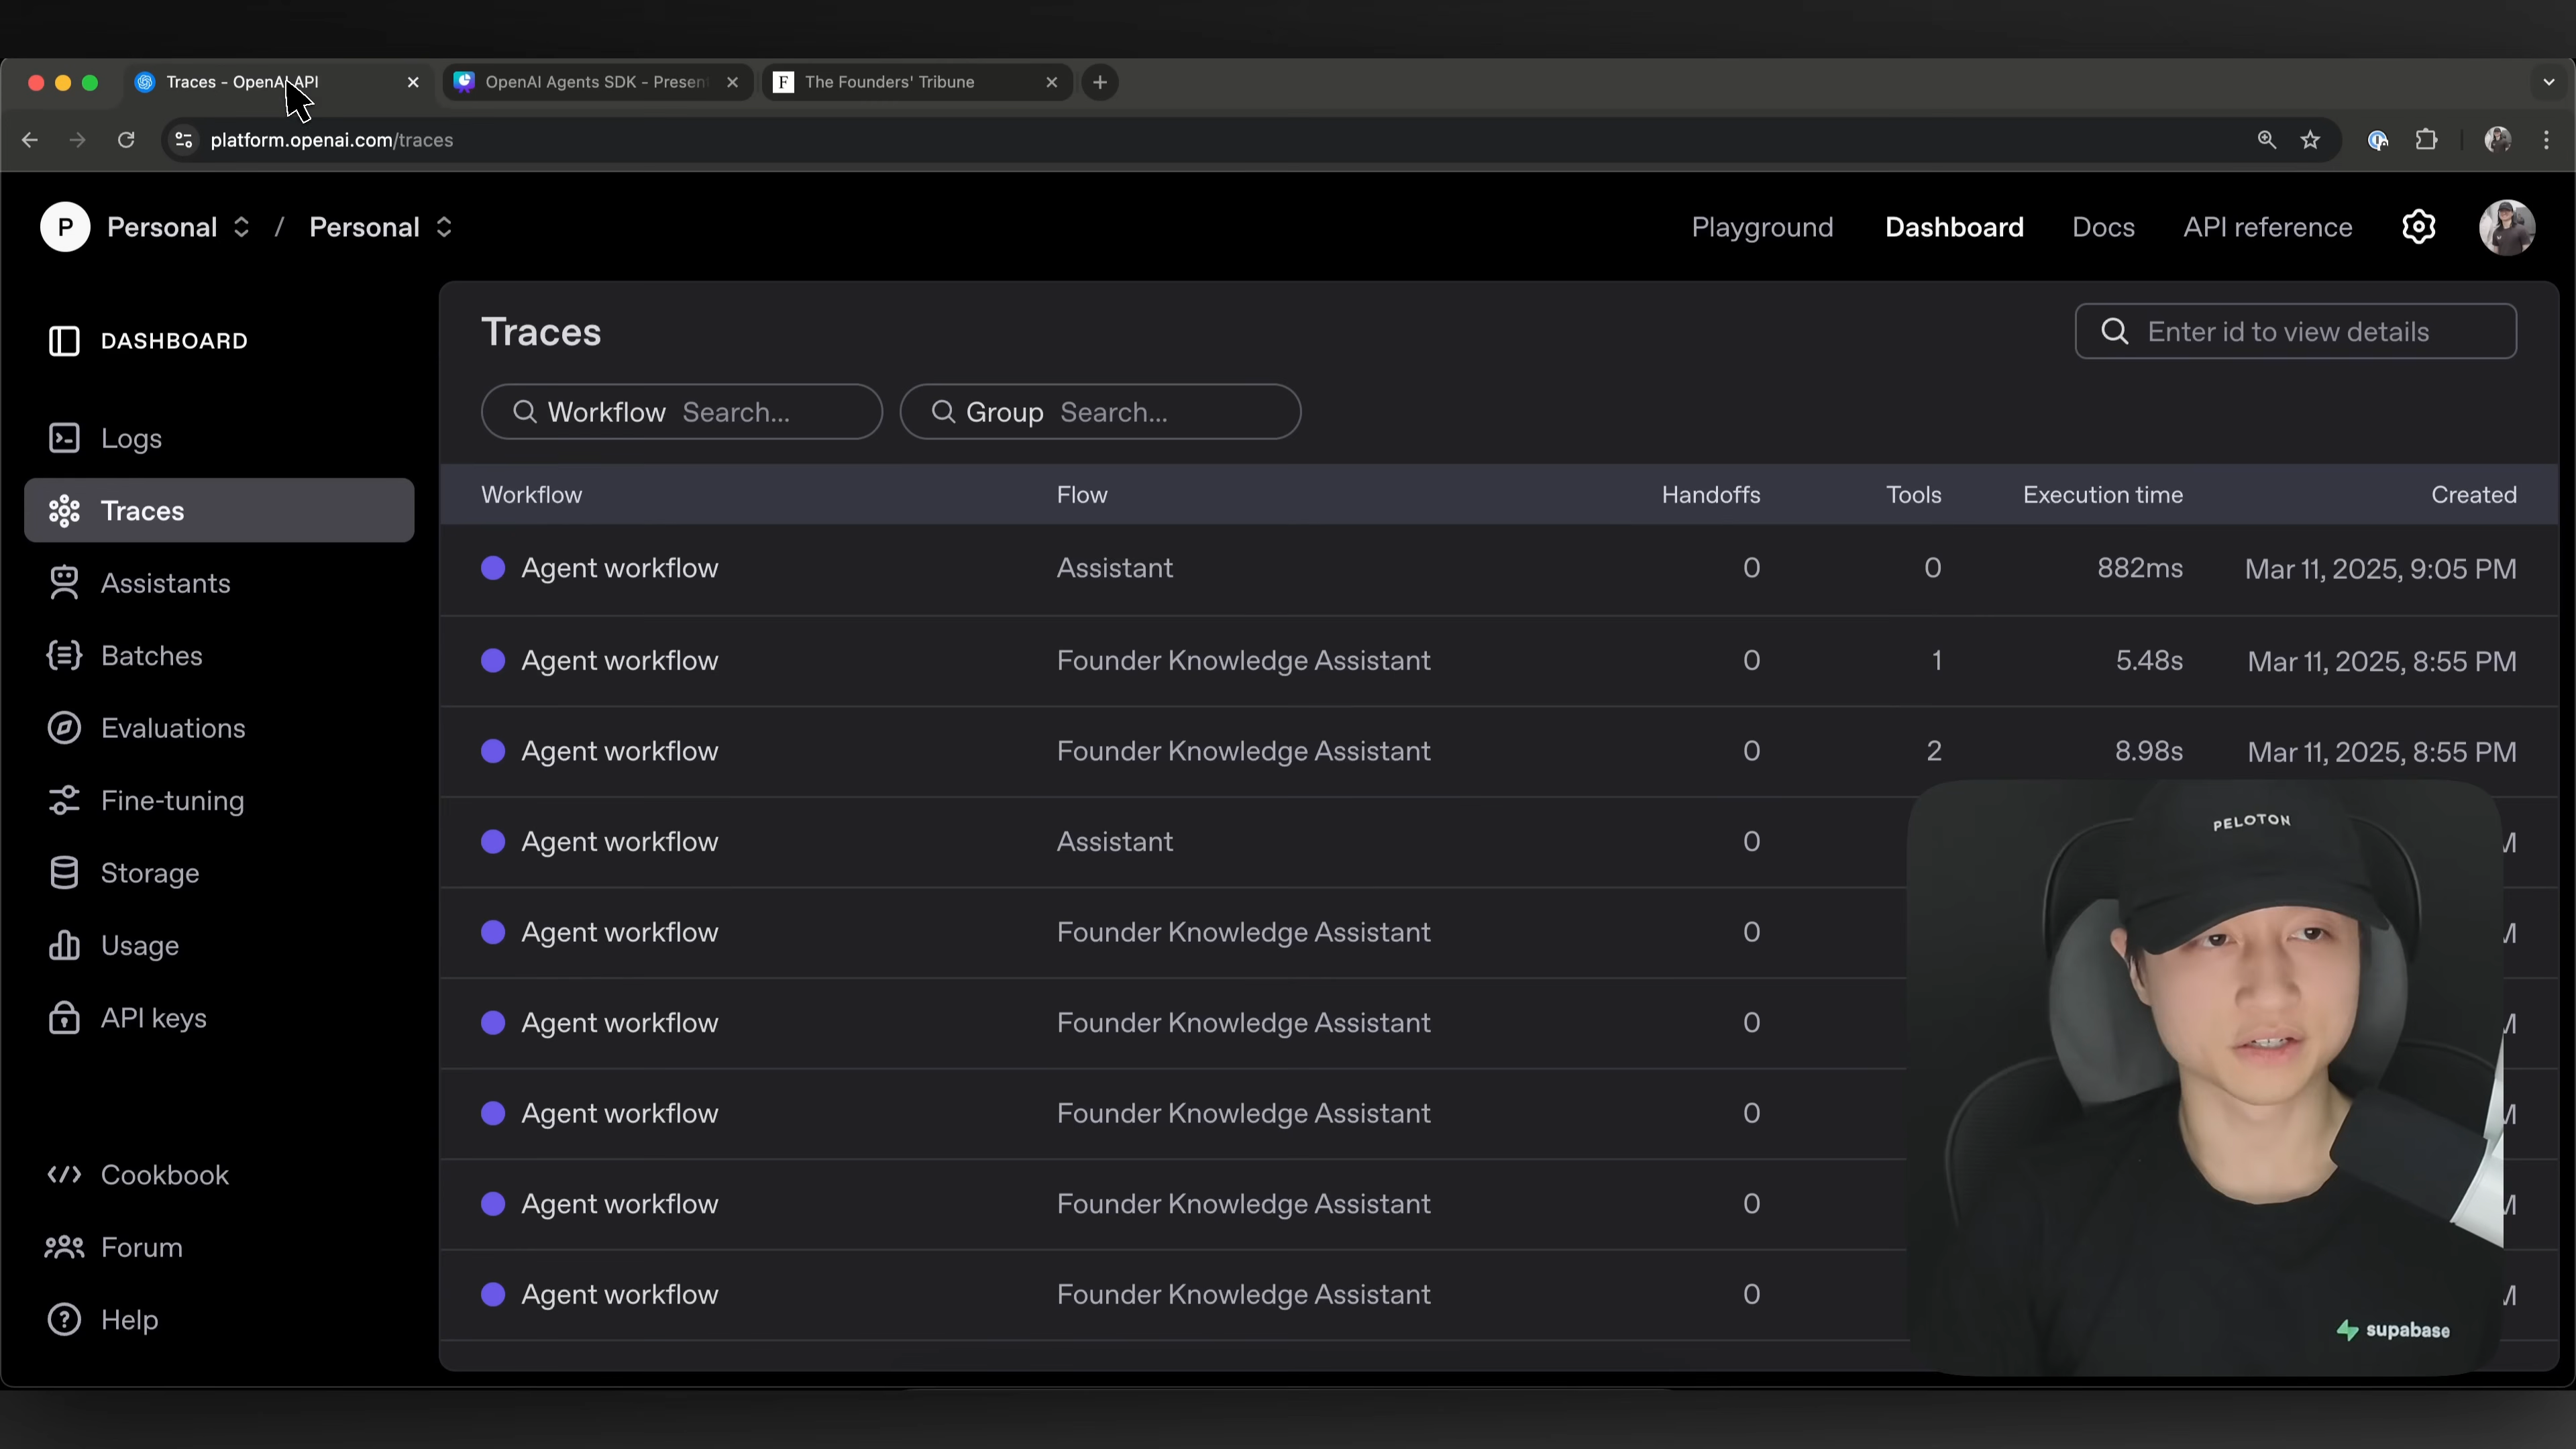 Traces - OpenAI API
OpenAI Agents SDK - Present
The Founders' Tribune
platform.openai.com/traces
P Personal / Personal
Playground Dashboard Docs API reference
DASHBOARD
Logs
Traces
Assistants
Batches
Evaluations
Fine-tuning
Storage
Usage
API keys
Cookbook
Forum
Help
Traces
Enter id to view details
Workflow Search...
Group Search...
Workflow Flow Handoffs Tools Execution time Created
Agent workflow Assistant 0 0 882ms Mar 11, 2025, 9:05 PM
Agent workflow Founder Knowledge Assistant 0 1 5.48s Mar 11, 2025, 8:55 PM
Agent workflow Founder Knowledge Assistant 0 2 8.98s Mar 11, 2025, 8:55 PM
Agent workflow Assistant 0
Agent workflow Founder Knowledge Assistant 0
Agent workflow Founder Knowledge Assistant 0
Agent workflow Founder Knowledge Assistant 0
Agent workflow Founder Knowledge Assistant 0
Agent workflow Founder Knowledge Assistant 0
PELOTON
supabase